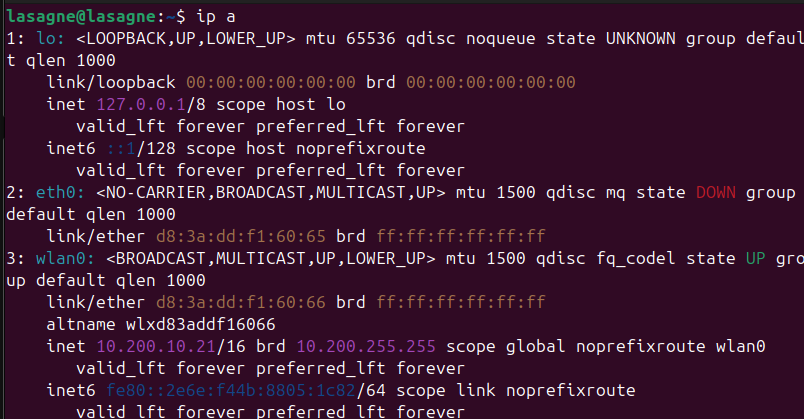 lasagne@lasagne:~$ ip a
1: lo: <LOOPBACK,UP,LOWER_UP> mtu 65536 qdisc noqueue state UNKNOWN group defaul
t qlen 1000
    link/loopback 00:00:00:00:00:00 brd 00:00:00:00:00:00
    inet 127.0.0.1/8 scope host lo
       valid_lft forever preferred_lft forever
    inet6 ::1/128 scope host noprefixroute
       valid_lft forever preferred_lft forever
2: eth0: <NO-CARRIER,BROADCAST,MULTICAST,UP> mtu 1500 qdisc mq state DOWN group
default qlen 1000
    link/ether d8:3a:dd:f1:60:65 brd ff:ff:ff:ff:ff:ff
3: wlan0: <BROADCAST,MULTICAST,UP,LOWER_UP> mtu 1500 qdisc fq_codel state UP gro
up default qlen 1000
    link/ether d8:3a:dd:f1:60:66 brd ff:ff:ff:ff:ff:ff
    altname wlxd83addf16066
    inet 10.200.10.21/16 brd 10.200.255.255 scope global noprefixroute wlan0
       valid_lft forever preferred_lft forever
    inet6 fe80::2e6e:f44b:8805:1c82/64 scope link noprefixroute
       valid_lft forever preferred_lft forever